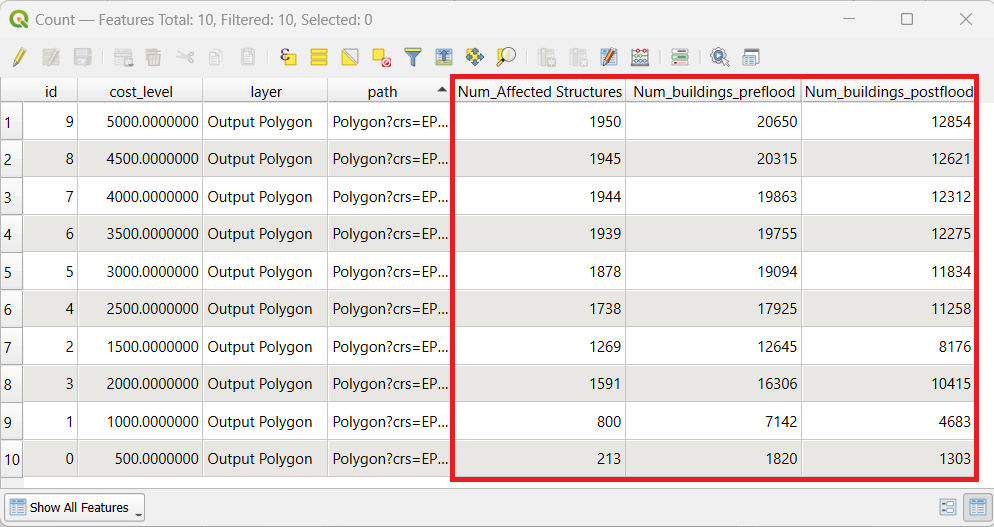 Count — Features Total: 10, Filtered: 10, Selected: 0
id cost_level layer path Num_Affected Structures Num_buildings_preflood Num_buildings_postflood
1 9 5000.0000000 Output Polygon Polygon?crs=EP... 1950 20650 12854
2 8 4500.0000000 Output Polygon Polygon?crs=EP... 1945 20315 12621
3 7 4000.0000000 Output Polygon Polygon?crs=EP... 1944 19863 12312
4 6 3500.0000000 Output Polygon Polygon?crs=EP... 1939 19755 12275
5 5 3000.0000000 Output Polygon Polygon?crs=EP... 1878 19094 11834
6 4 2500.0000000 Output Polygon Polygon?crs=EP... 1738 17925 11258
7 2 1500.0000000 Output Polygon Polygon?crs=EP... 1269 12645 8176
8 3 2000.0000000 Output Polygon Polygon?crs=EP... 1591 16306 10415
9 1 1000.0000000 Output Polygon Polygon?crs=EP... 800 7142 4683
10 0 500.0000000 Output Polygon Polygon?crs=EP... 213 1820 1303
Show All Features